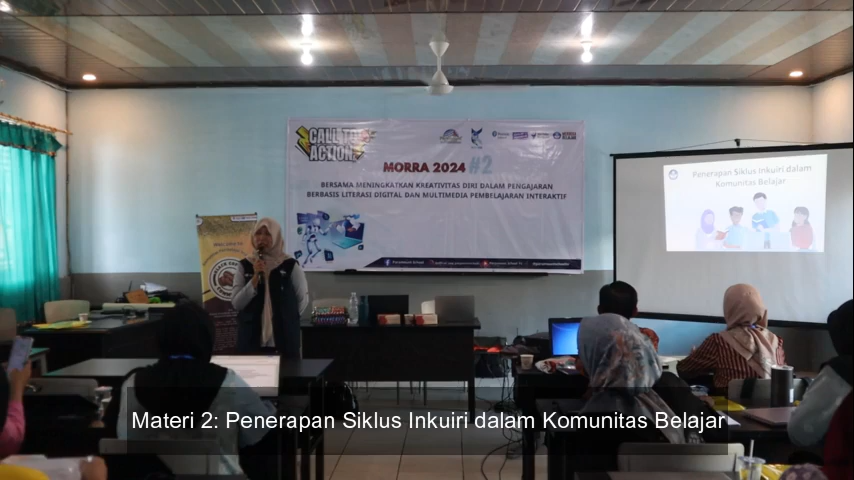 CALL TO
ACTION
MORRA 2024 #2
BERSAMA MENINGKATKAN KREATIVITAS DIRI DALAM PENGAJARAN
BERBASIS LITERASI DIGITAL DAN MULTIMEDIA PEMBELAJARAN INTERAKTIF
Penerapan Siklus Inkuiri dalam
Komunitas Belajar
Materi 2: Penerapan Siklus Inkuiri dalam Komunitas Belajar